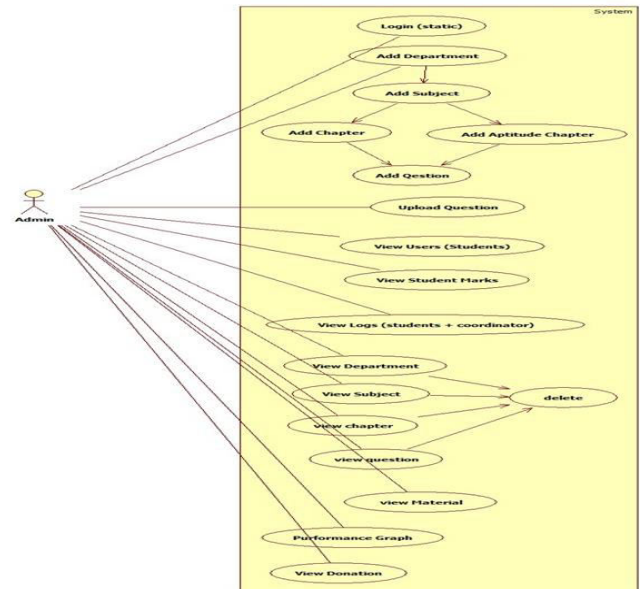 System
Login (static)
Add Department
Add Subject
Add Chapter
Add Aptitude Chapter
Add Qestion
Admin
Upload Question
View Users (Students)
View Student Marks
View Logs (students + coordinator)
View Department
View Subject
delete
view chapter
view question
view Material
Purformance Graph
View Donation